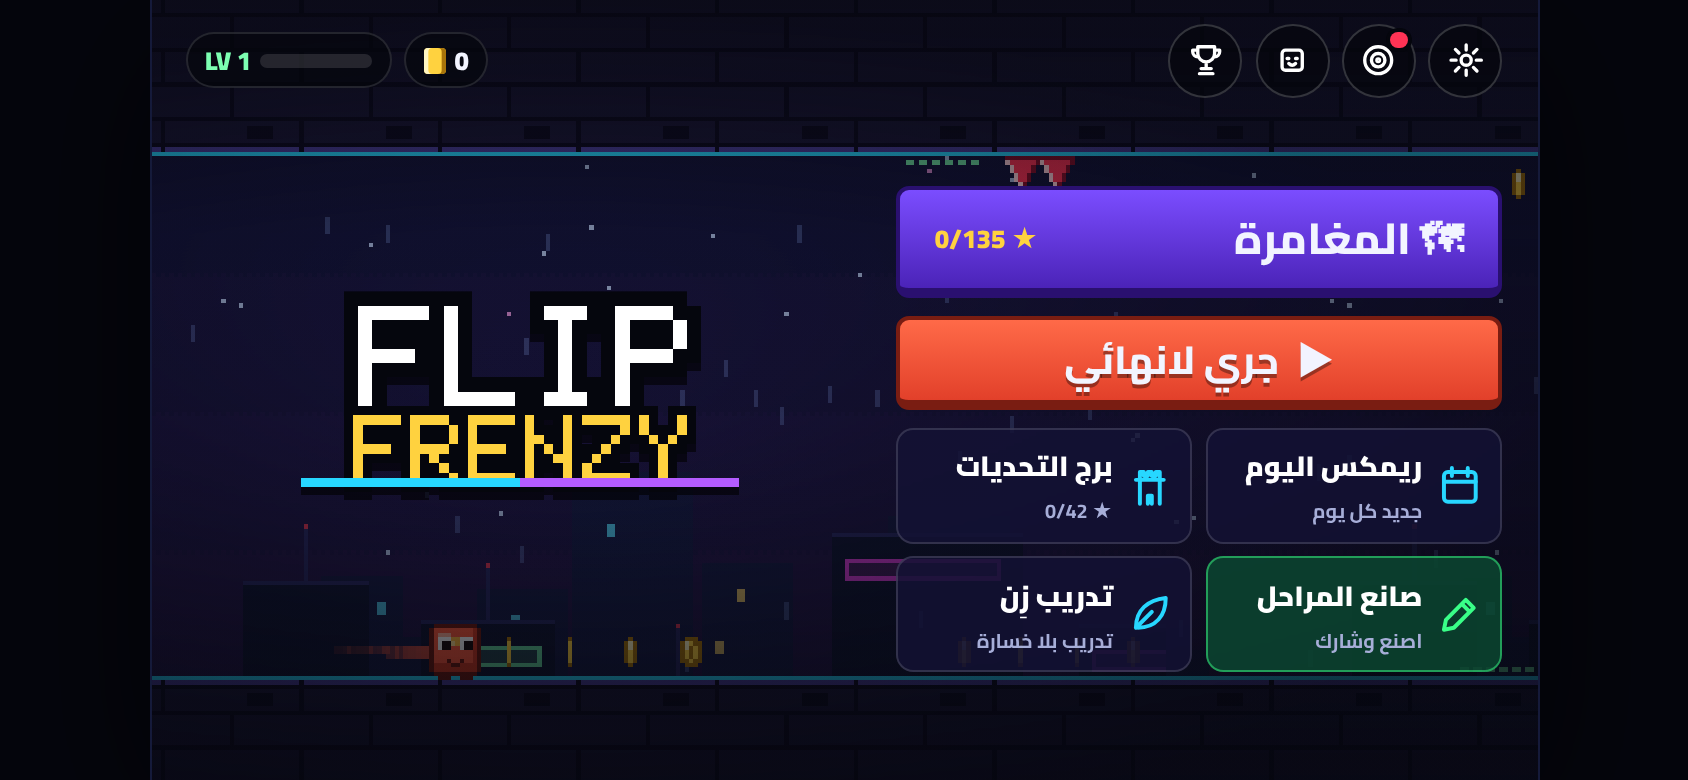 LV 1
0
FLIP
FRENZY
المغامرة
★ 0/135
جري لانهائي
ريمكس اليوم
جديد كل يوم
برج التحديات
★ 0/42
صانع المراحل
اصنع وشارك
تدريب زِن
تدريب بلا خسارة